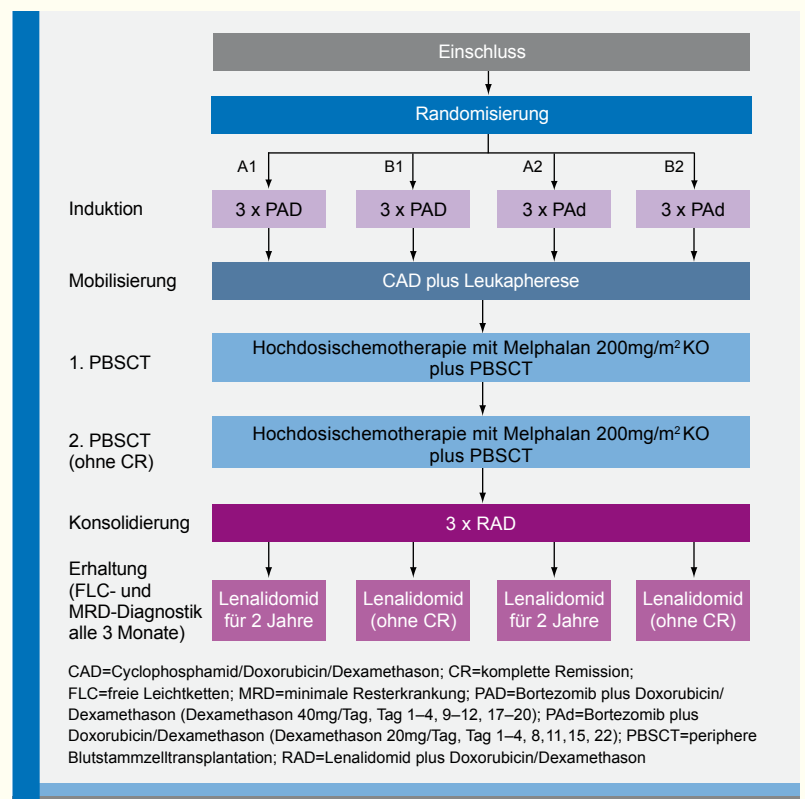 Einschluss
Randomisierung
A1
B1
A2
B2
Induktion
3 x PAD
3 x PAD
3 x PAd
3 x PAd
Mobilisierung
CAD plus Leukapherese
1. PBSCT
Hochdosischemotherapie mit Melphalan 200mg/m² KO
plus PBSCT
2. PBSCT
(ohne CR)
Hochdosischemotherapie mit Melphalan 200mg/m² KO
plus PBSCT
Konsolidierung
3 x RAD
Erhaltung
(FLC- und
MRD-Diagnostik
alle 3 Monate)
Lenalidomid
für 2 Jahre
Lenalidomid
(ohne CR)
Lenalidomid
für 2 Jahre
Lenalidomid
(ohne CR)
CAD=Cyclophosphamid/Doxorubicin/Dexamethason; CR=komplette Remission;
FLC=freie Leichtketten; MRD=minimale Resterkrankung; PAD=Bortezomib plus Doxorubicin/
Dexamethason (Dexamethason 40mg/Tag, Tag 1–4, 9–12, 17–20); PAd=Bortezomib plus
Doxorubicin/Dexamethason (Dexamethason 20mg/Tag, Tag 1–4, 8,11,15, 22); PBSCT=periphere
Blutstammzelltransplantation; RAD=Lenalidomid plus Doxorubicin/Dexamethason